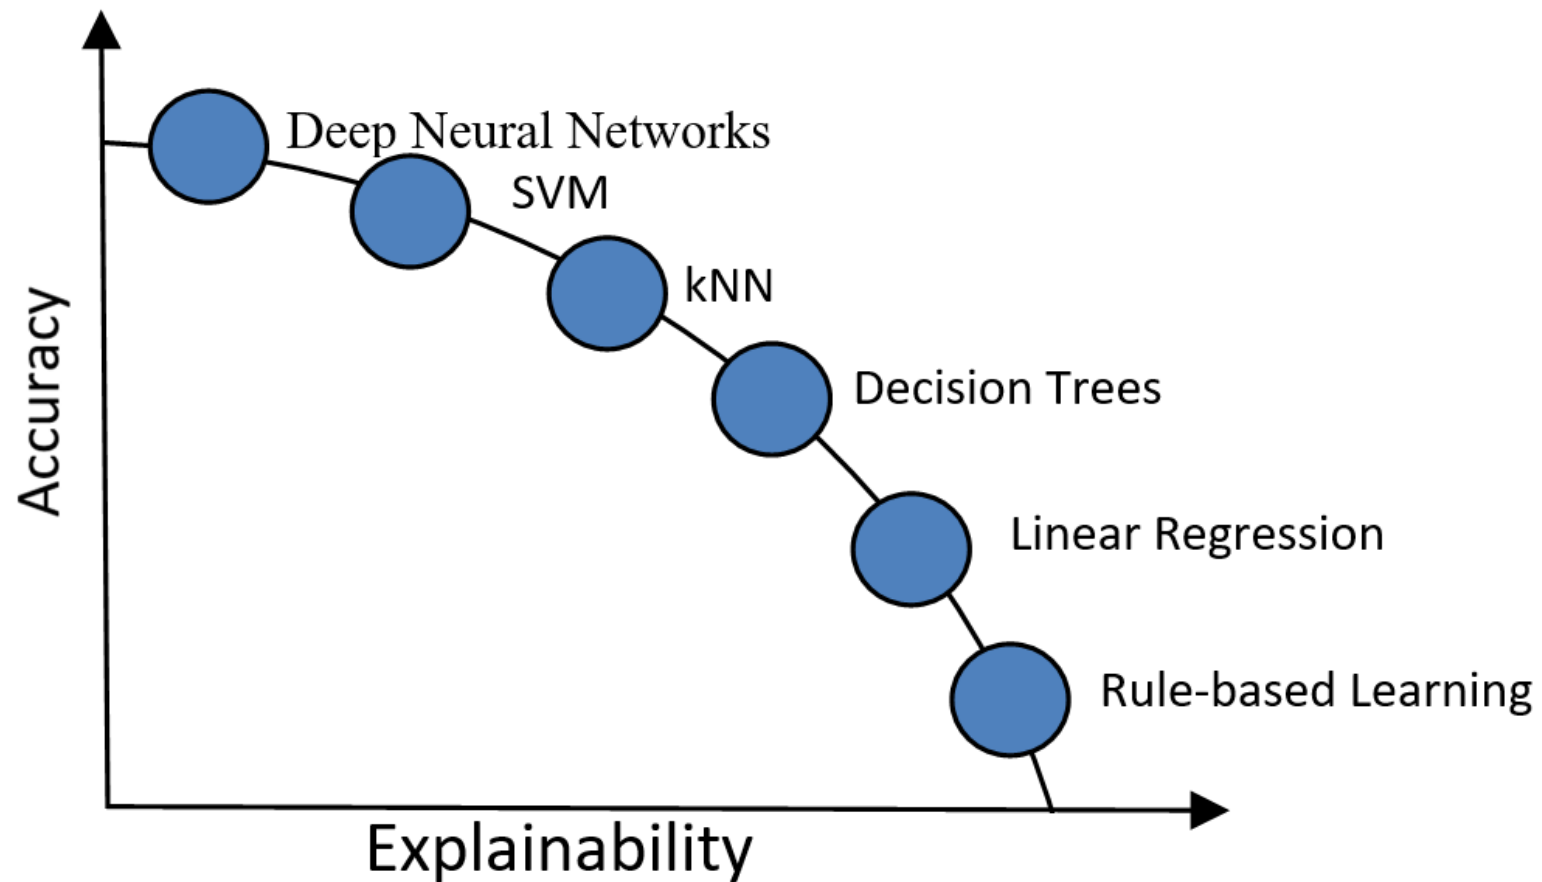 Deep Neural Networks
SVM
kNN
Decision Trees
Linear Regression
Rule-based Learning
Accuracy
Explainability